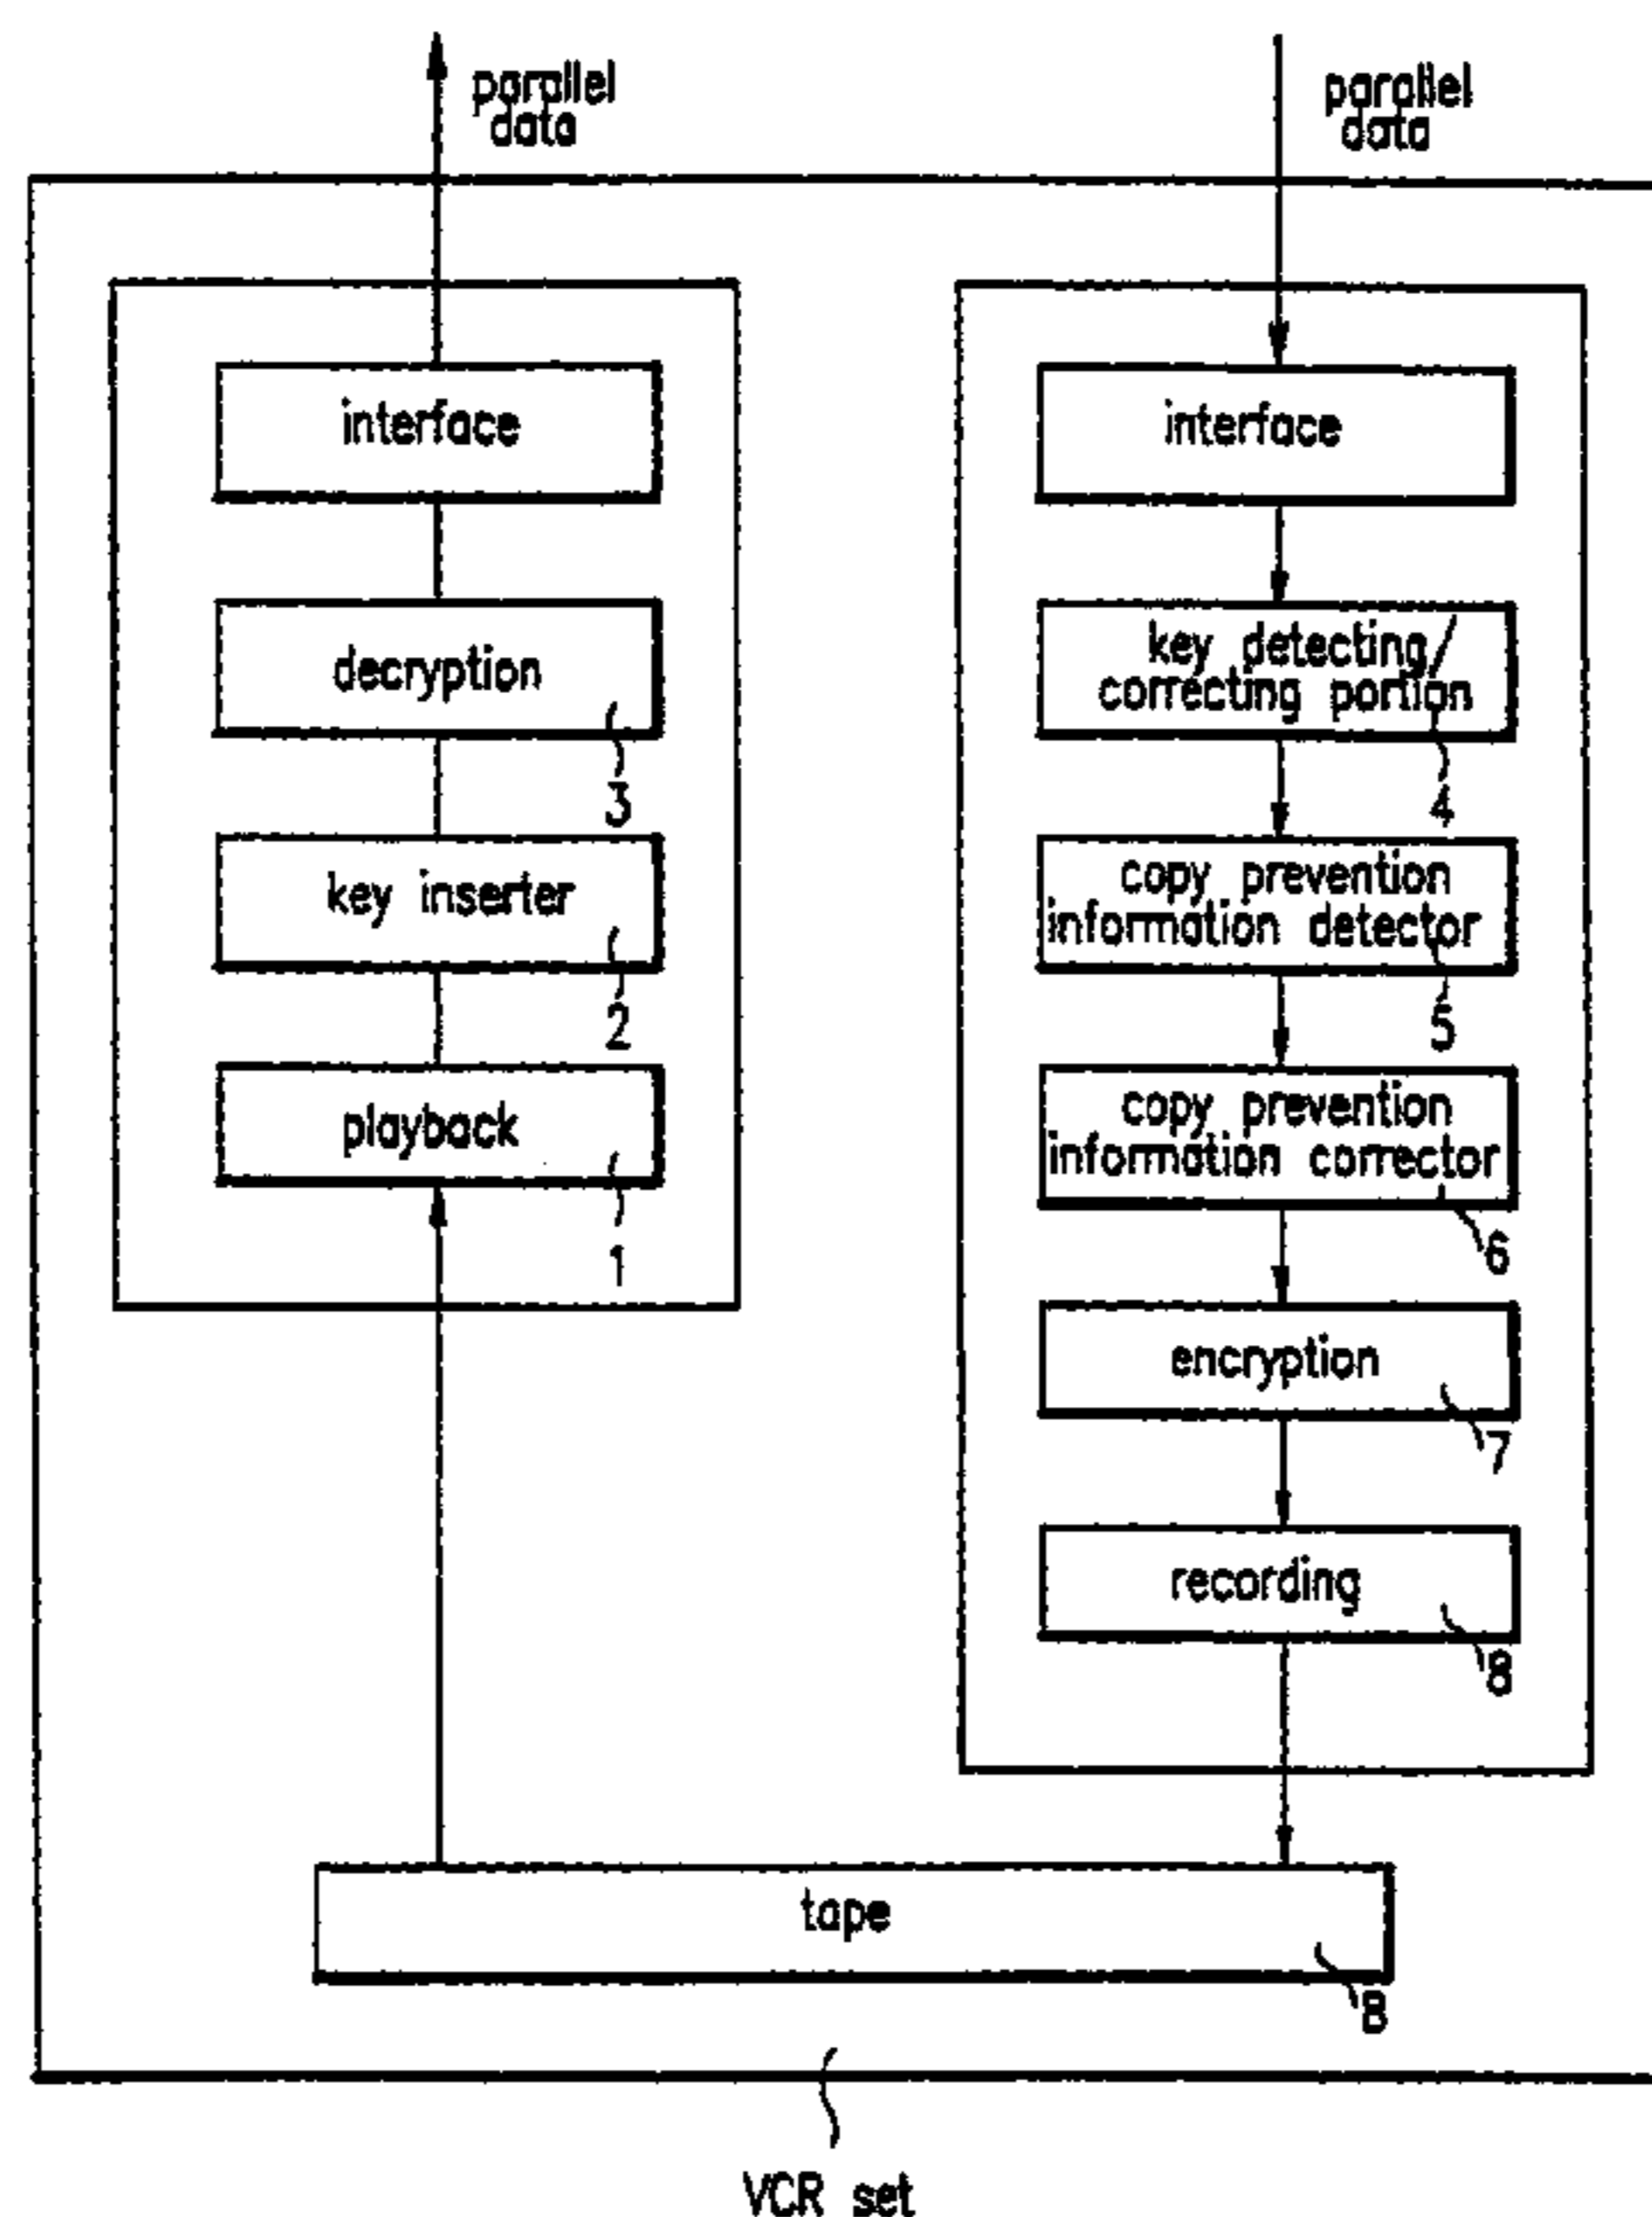 parallel
data
parallel
data
interface
decryption
3
key inserter
2
playback
1
interface
key detecting/
correcting portion
4
copy prevention
information detector
5
copy prevention
information corrector
6
encryption
7
recording
8
tape
8
VCR set